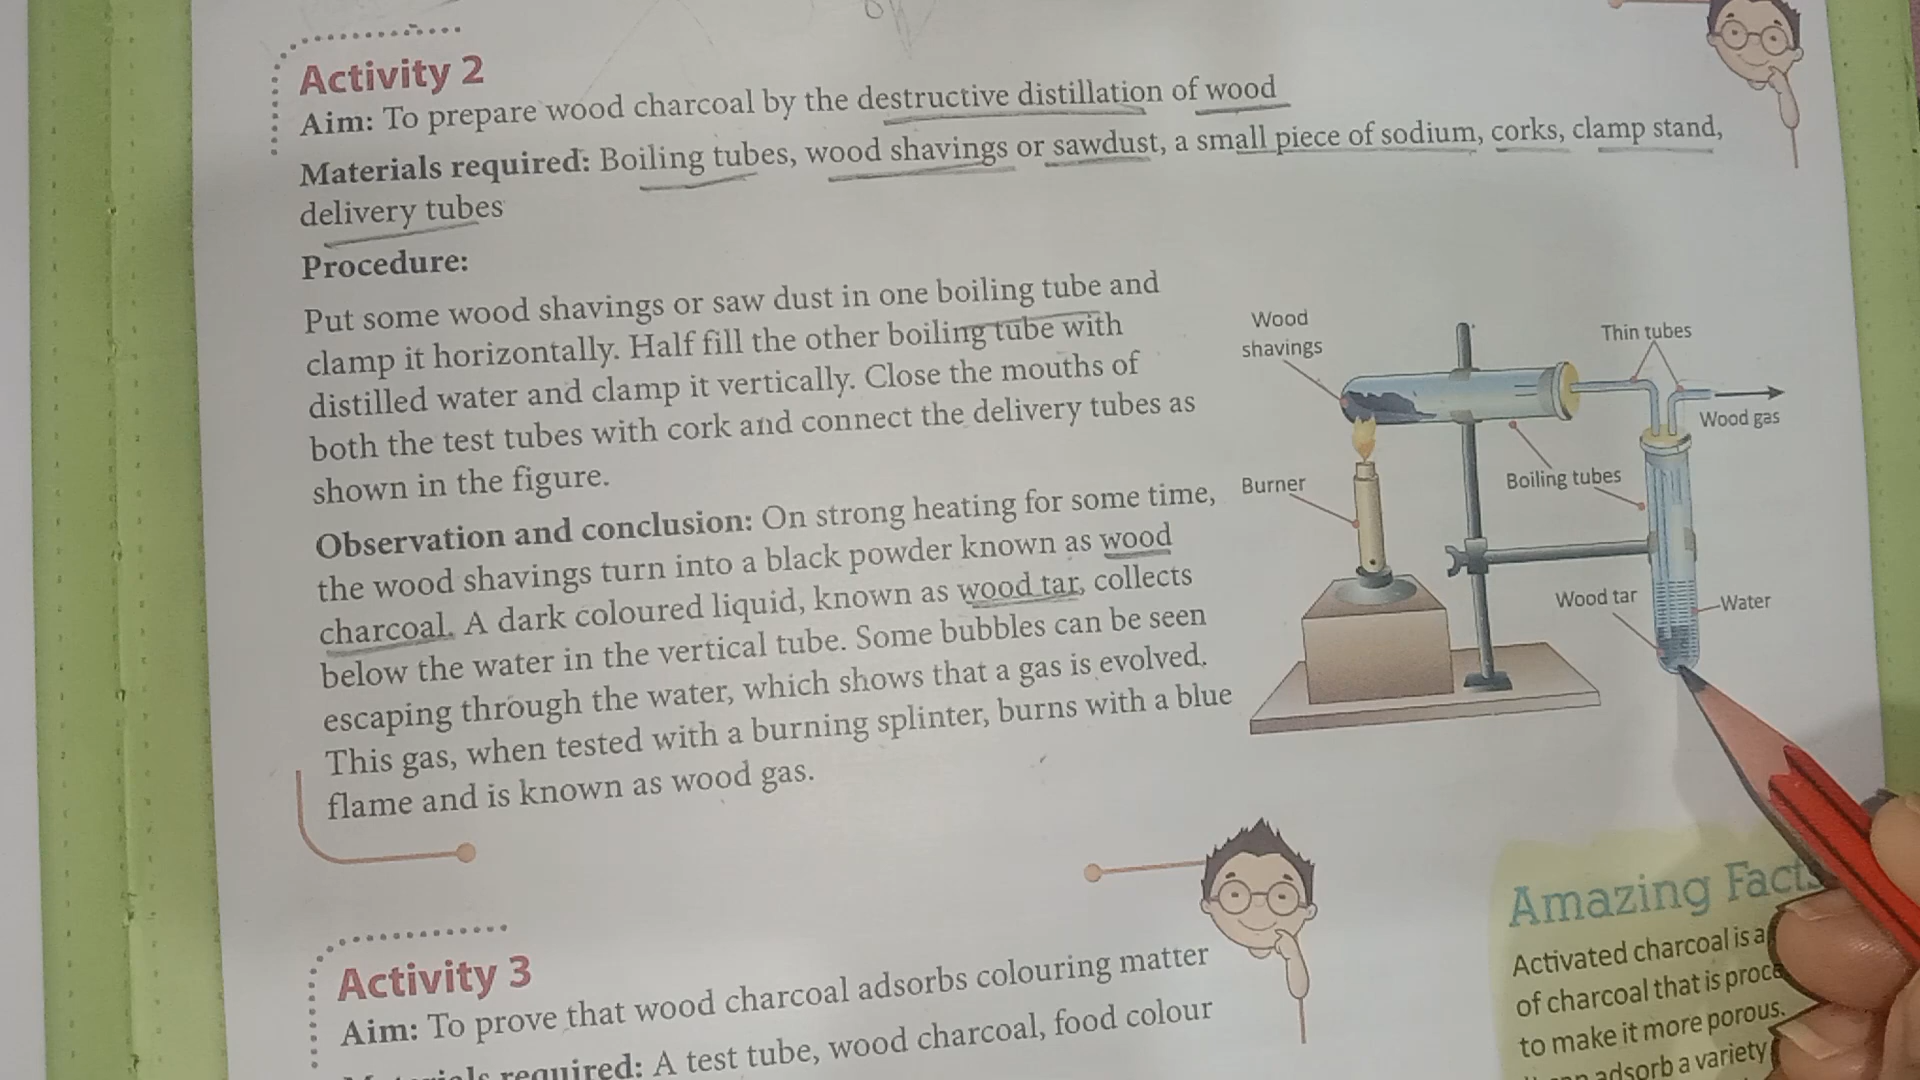 Activity 2
Aim: To prepare wood charcoal by the destructive distillation of wood
Materials required: Boiling tubes, wood shavings or sawdust, a small piece of sodium, corks, clamp stand,
delivery tubes
Procedure:
Put some wood shavings or saw dust in one boiling tube and
clamp it horizontally. Half fill the other boiling tube with
distilled water and clamp it vertically. Close the mouths of
both the test tubes with cork and connect the delivery tubes as
shown in the figure.
Observation and conclusion: On strong heating for some time,
the wood shavings turn into a black powder known as wood
charcoal. A dark coloured liquid, known as wood tar, collects
below the water in the vertical tube. Some bubbles can be seen
escaping through the water, which shows that a gas is evolved.
This gas, when tested with a burning splinter, burns with a blue
flame and is known as wood gas.
Wood
shavings
Thin tubes
Wood gas
Boiling tubes
Burner
Wood tar
Water
Activity 3
Aim: To prove that wood charcoal adsorbs colouring matter
required: A test tube, wood charcoal, food colour
Amazing Facts
Activated charcoal is a
of charcoal that is
to make it more porous.
adsorb a variety